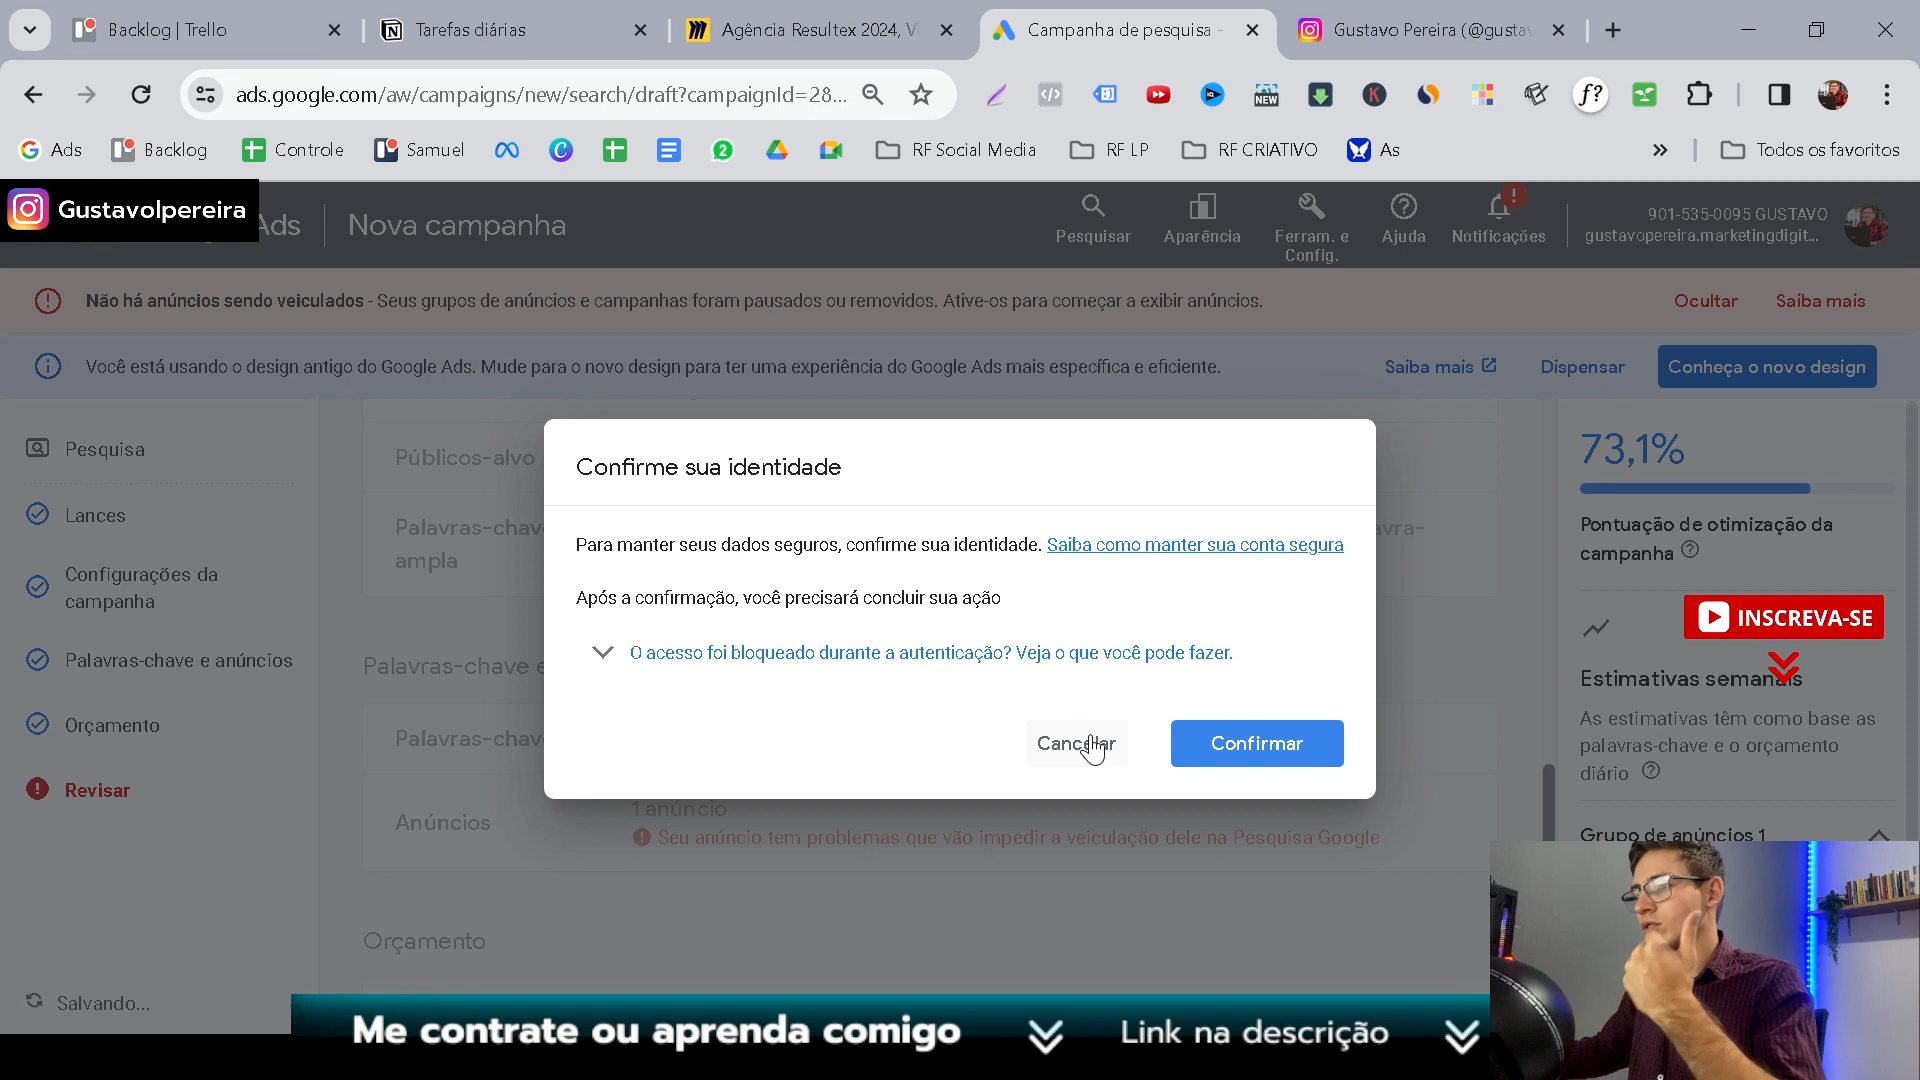 Backlog | Trello
Tarefas diárias
Agência Resultex 2024, Vi
Campanha de pesquisa -
Gustavo Pereira (@gustav
ads.google.com/aw/campaigns/new/search/draft?campaignId=28...
NEW
K
f?
Ads
Backlog
Controle
Samuel
2
RF Social Media
RF LP
RF CRIATIVO
As
Todos os favoritos
Gustavolpereira
Ads
Nova campanha
Pesquisar
Aparência
Ferram. e
Config.
Ajuda
Notificações
901-535-0095 GUSTAVO
gustavopereira.marketingdigit...
Não há anúncios sendo veiculados - Seus grupos de anúncios e campanhas foram pausados ou removidos. Ative-os para começar a exibir anúncios.
Ocultar
Saiba mais
Você está usando o design antigo do Google Ads. Mude para o novo design para ter uma experiência do Google Ads mais específica e eficiente.
Saiba mais
Dispensar
Conheça o novo design
Pesquisa
Lances
Configurações da
campanha
Palavras-chave e anúncios
Orçamento
Revisar
Salvando...
Públicos-alvo
Palavras-chav
avra-
ampla
Palavras-chave e
Palavras-chav
Anúncios
1 anúncio
Seu anúncio tem problemas que vão impedir a veiculação dele na Pesquisa Google
Orçamento
Confirme sua identidade
Para manter seus dados seguros, confirme sua identidade. Saiba como manter sua conta segura
Após a confirmação, você precisará concluir sua ação
O acesso foi bloqueado durante a autenticação? Veja o que você pode fazer.
Cancelar
Confirmar
73,1%
Pontuação de otimização da
campanha
INSCREVA-SE
Estimativas semanais
As estimativas têm como base as
palavras-chave e o orçamento
diário
Grupo de anúncios 1
Me contrate ou aprenda comigo
Link na descrição